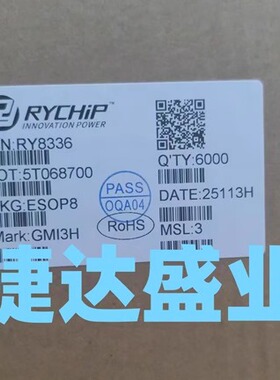 RYCHIP™
INNOVATION POWER
N:RY8336
OT:5T068700
KG:ESOP8
Mark:GMI3H
PASS
OQA04
RoHS
Q'TY:6000
DATE:25113H
MSL:3
捷达盛业